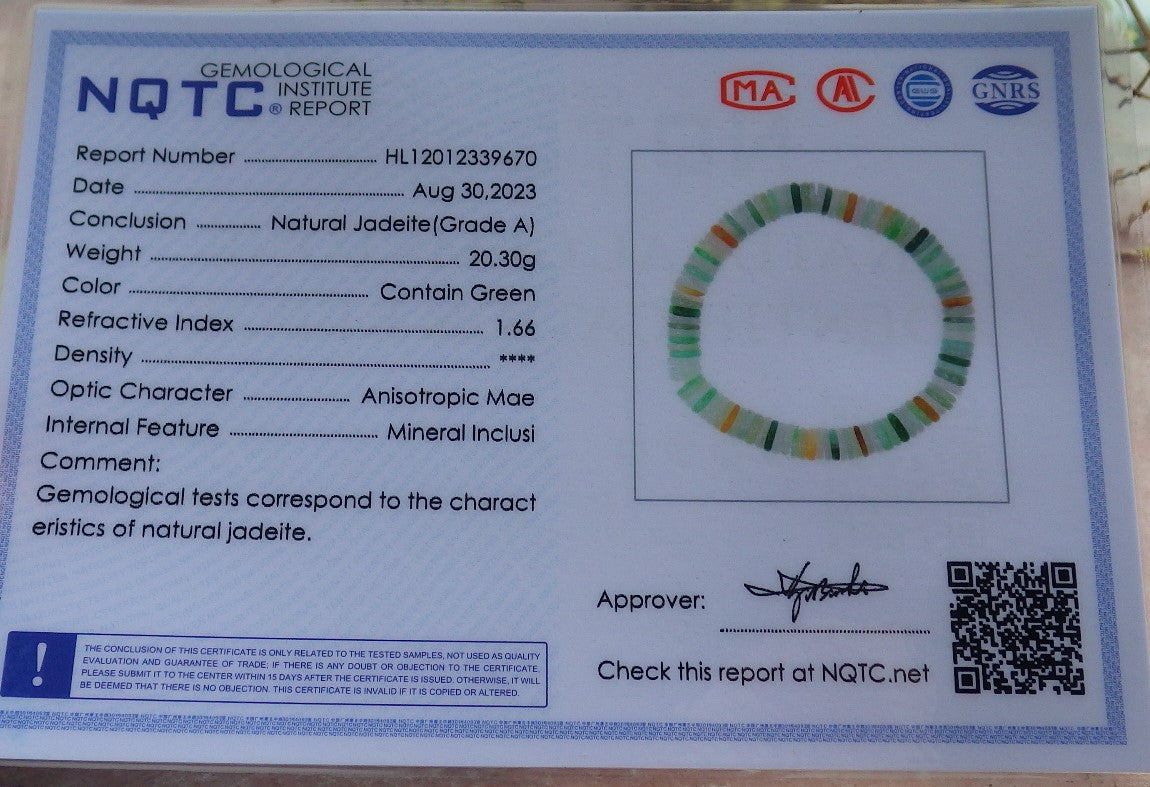 NQTC® GEMOLOGICAL INSTITUTE REPORT
MA
AL
GWG
GNRS
Report Number HL12012339670
Date Aug 30,2023
Conclusion Natural Jadeite(Grade A)
Weight 20.30g
Color Contain Green
Refractive Index 1.66
Density ****
Optic Character Anisotropic Mae
Internal Feature Mineral Inclusi
Comment:
Gemological tests correspond to the charact
eristics of natural jadeite.
Approver:
Check this report at NQTC.net
! THE CONCLUSION OF THIS CERTIFICATE IS ONLY RELATED TO THE TESTED SAMPLES, NOT USED AS QUALITY
EVALUATION AND GUARANTEE OF TRADE; IF THERE IS ANY DOUBT OR OBJECTION TO THE CERTIFICATE,
PLEASE SUBMIT IT TO THE CENTER WITHIN 15 DAYS AFTER THE CERTIFICATE IS ISSUED. OTHERWISE, IT WILL
BE DEEMED THAT THERE IS NO OBJECTION. THIS CERTIFICATE IS INVALID IF IT IS COPIED OR ALTERED.